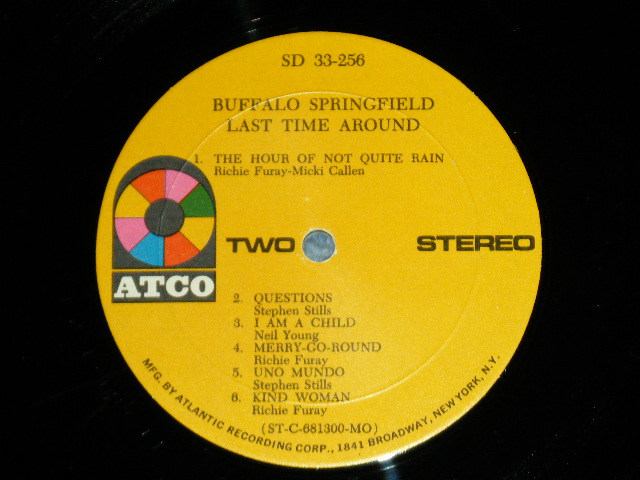 SD 33-256
BUFFALO SPRINGFIELD
LAST TIME AROUND
1. THE HOUR OF NOT QUITE RAIN
Richie Furay-Micki Callen
TWO
STEREO
ATCO
2. QUESTIONS
Stephen Stills
3. I AM A CHILD
Neil Young
4. MERRY-GO-ROUND
Richie Furay
5. UNO MUNDO
Stephen Stills
6. KIND WOMAN
Richie Furay
(ST-C-681300-MO)
MFG. BY ATLANTIC RECORDING CORP., 1841 BROADWAY, NEW YORK, N.Y.